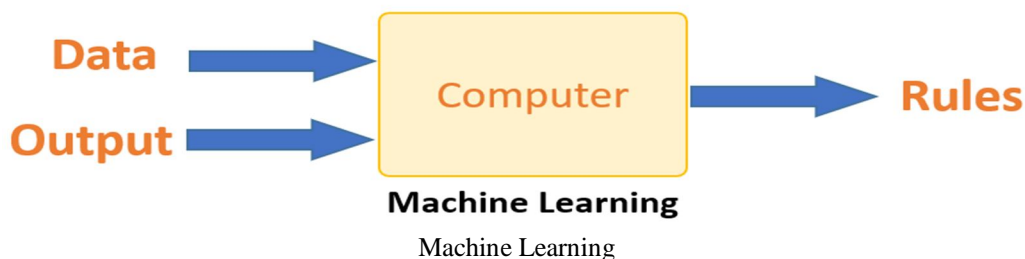 Data
Output
Computer
Rules
Machine Learning
Machine Learning